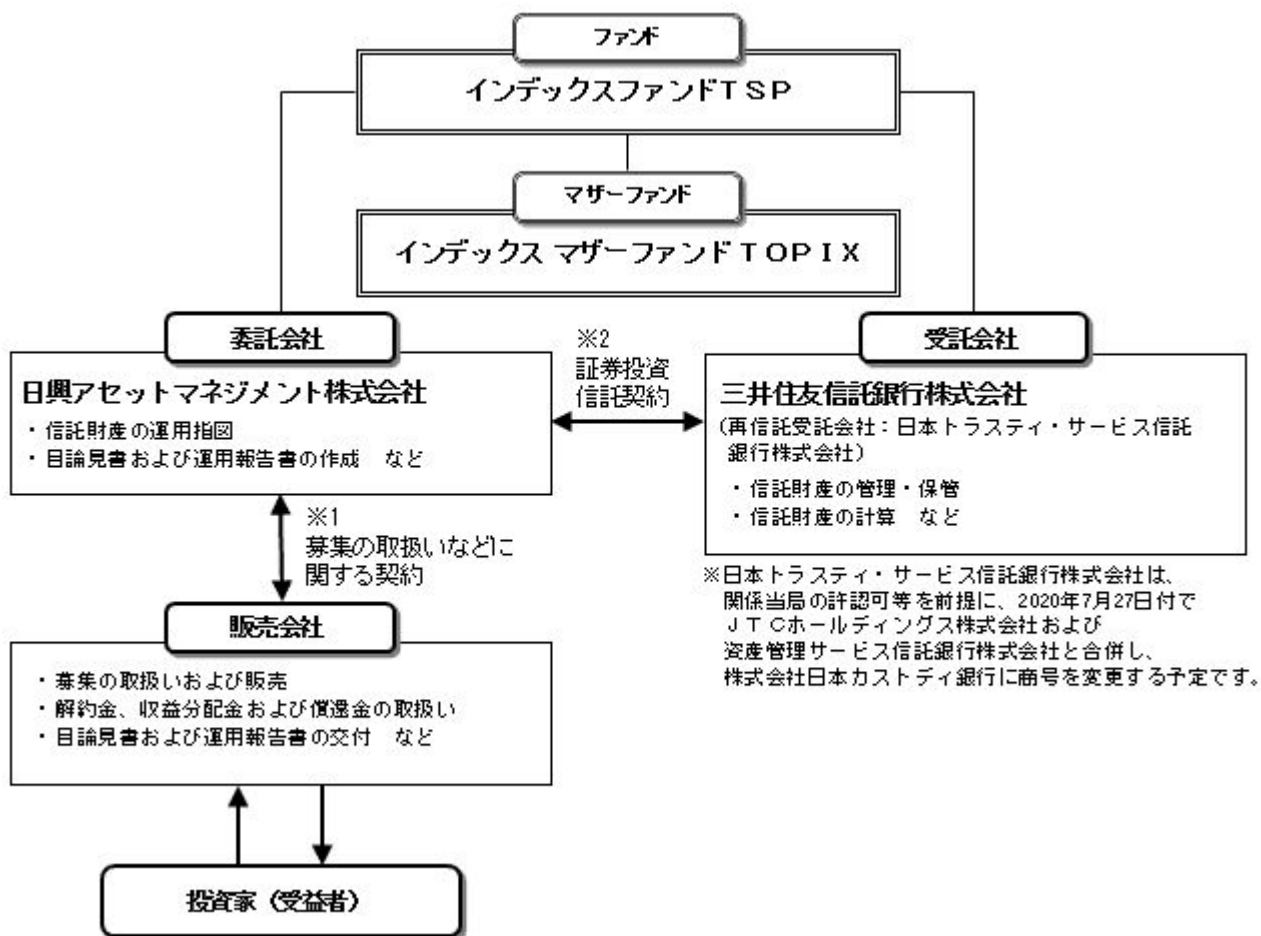 ファンド
インデックスファンドTSP
マザーファンド
インデックス マザーファンドTOPIX
委託会社
日興アセットマネジメント株式会社
・信託財産の運用指図
・目論見書および運用報告書の作成　など
※2
証券投資
信託契約
受託会社
三井住友信託銀行株式会社
(再信託受託会社：日本トラスティ・サービス信託
銀行株式会社)
・信託財産の管理・保管
・信託財産の計算　など
※1
募集の取扱いなどに
関する契約
※日本トラスティ・サービス信託銀行株式会社は、
関係当局の許認可等を前提に、2020年7月27日付で
JTCホールディングス株式会社および
資産管理サービス信託銀行株式会社と合併し、
株式会社日本カストディ銀行に商号を変更する予定です。
販売会社
・募集の取扱いおよび販売
・解約金、収益分配金および償還金の取扱い
・目論見書および運用報告書の交付　など
投資家（受益者）